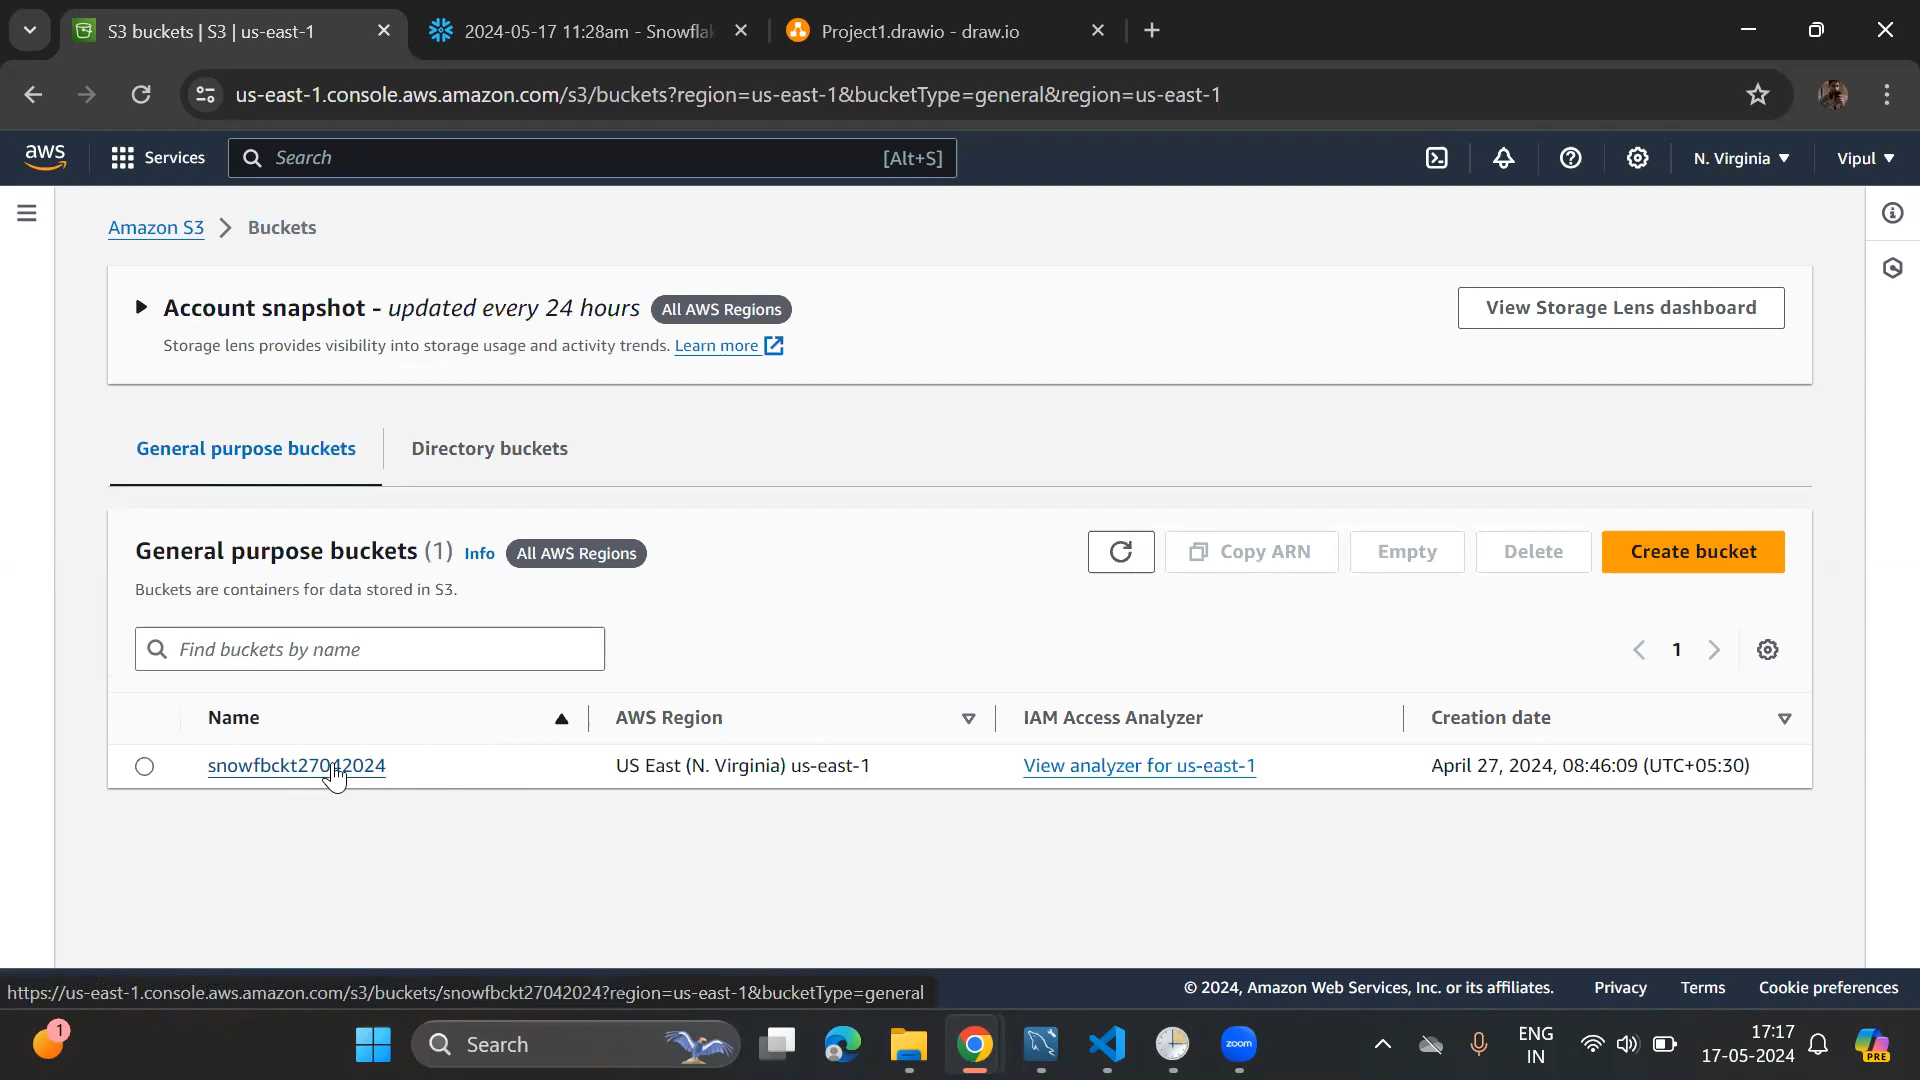 S3 buckets | S3 | us-east-1
2024-05-17 11:28am - Snowfla
Project1.drawio - draw.io
us-east-1.console.aws.amazon.com/s3/buckets?region=us-east-1&bucketType=general&region=us-east-1
aws
Services
Search
[Alt+S]
N. Virginia
Vipul
Amazon S3
Buckets
Account snapshot - updated every 24 hours
All AWS Regions
View Storage Lens dashboard
Storage lens provides visibility into storage usage and activity trends. Learn more
General purpose buckets
Directory buckets
General purpose buckets (1)
Info
All AWS Regions
Copy ARN
Empty
Delete
Create bucket
Buckets are containers for data stored in S3.
Find buckets by name
1
Name
AWS Region
IAM Access Analyzer
Creation date
snowfbckt27042024
US East (N. Virginia) us-east-1
View analyzer for us-east-1
April 27, 2024, 08:46:09 (UTC+05:30)
https://us-east-1.console.aws.amazon.com/s3/buckets/snowfbckt27042024?region=us-east-1&bucketType=general
© 2024, Amazon Web Services, Inc. or its affiliates.
Privacy
Terms
Cookie preferences
1
Search
zoom
ENG
IN
17:17
17-05-2024
PRE